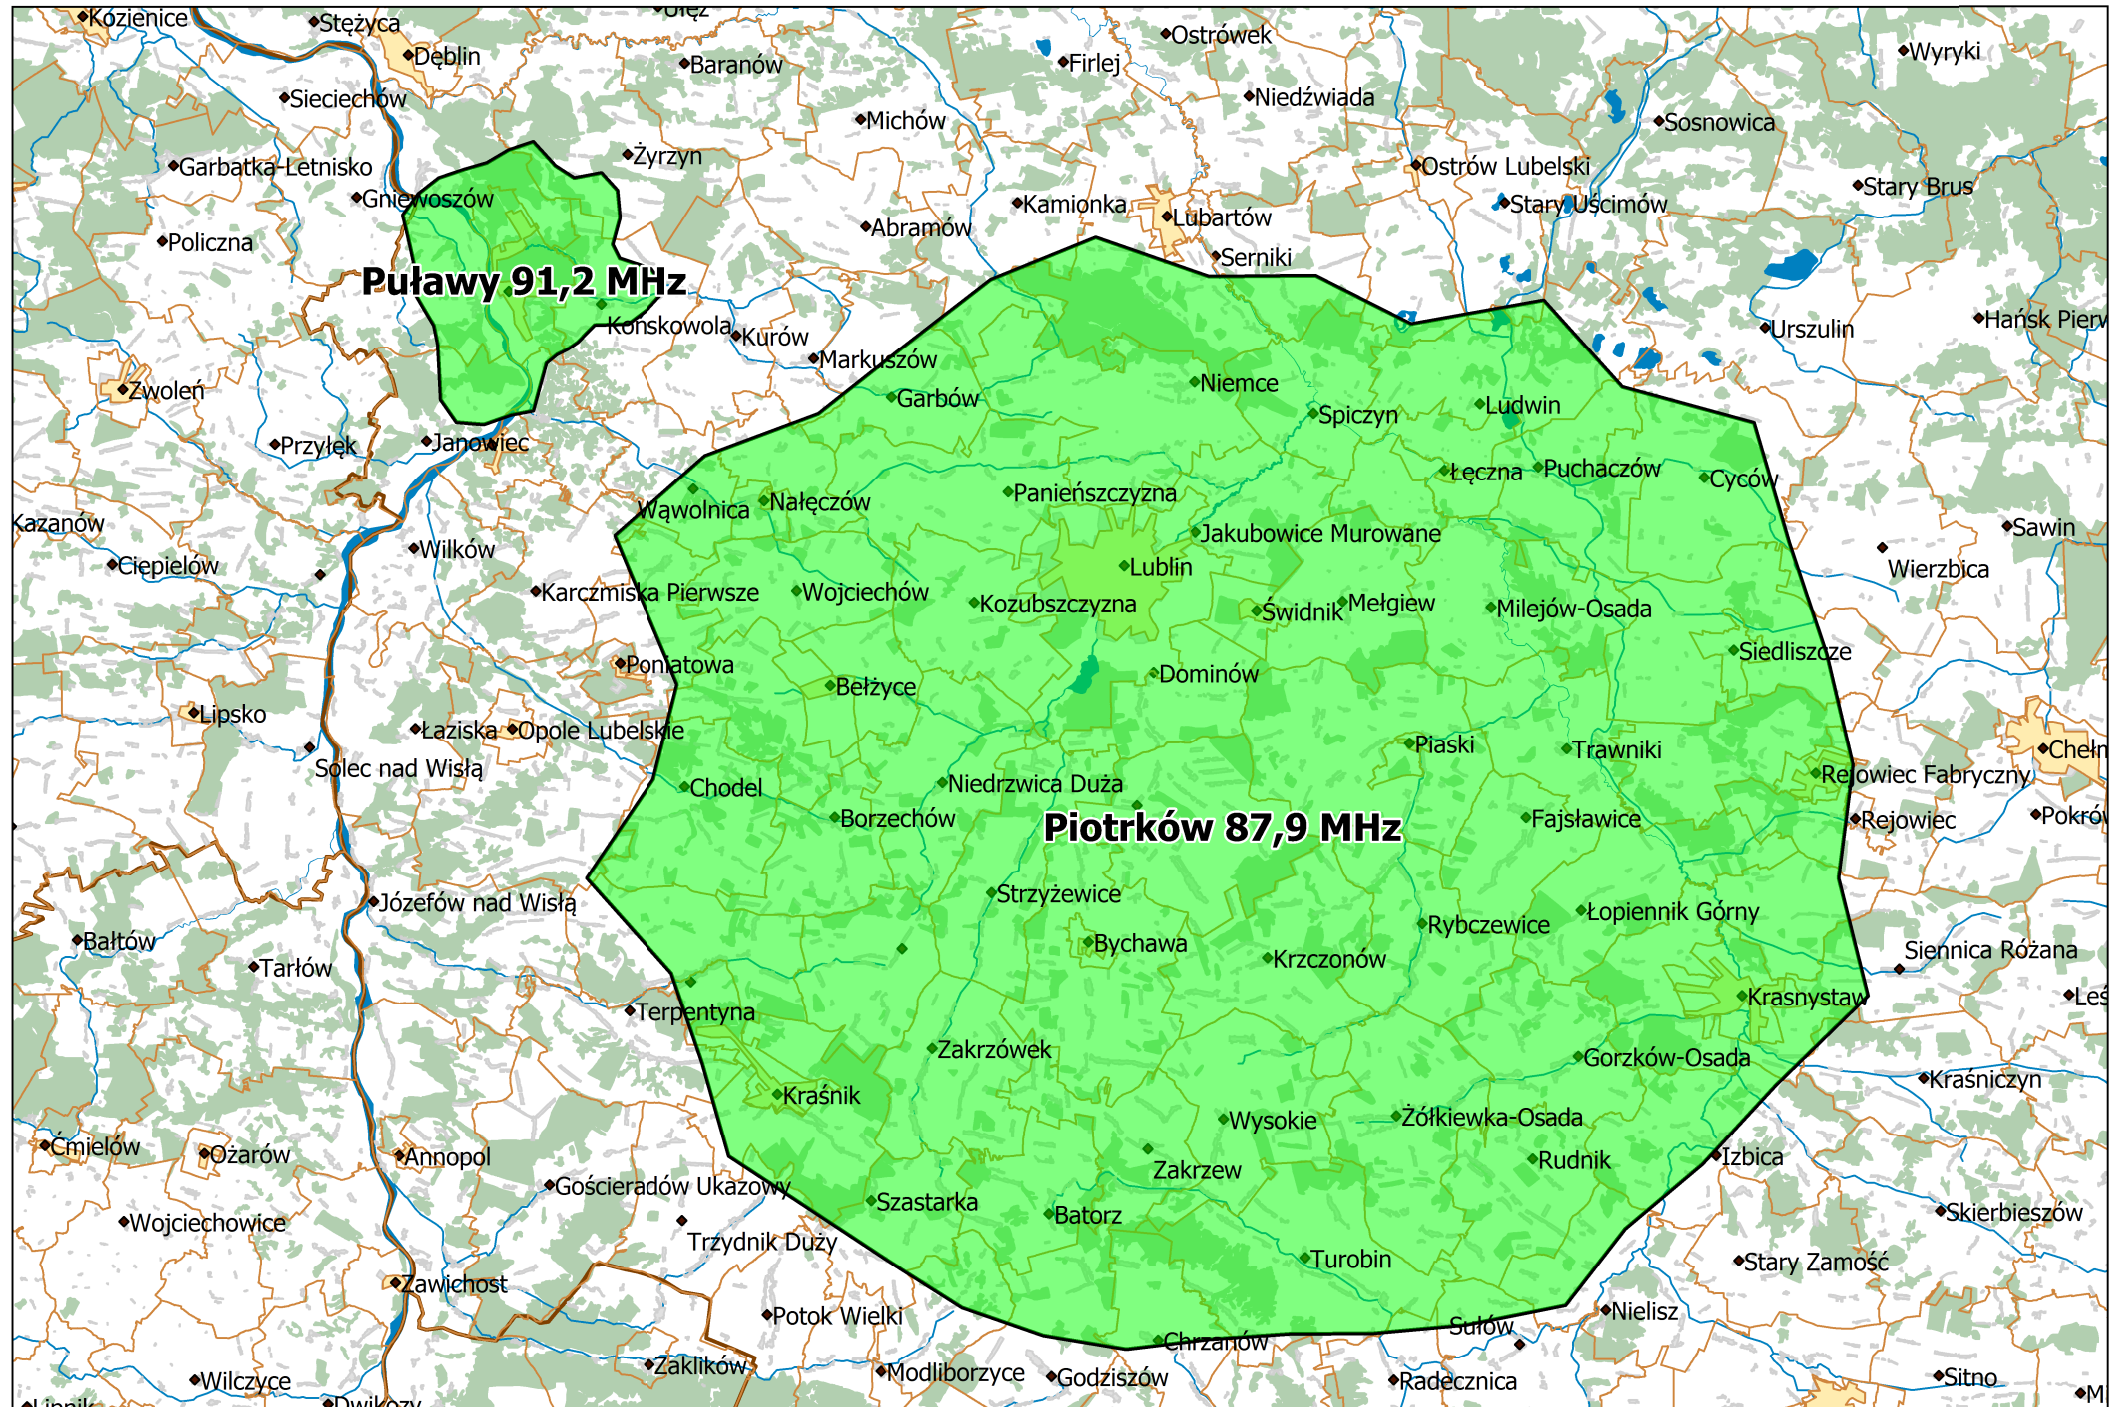 Kozienice
Stężyca
Ułęż
Dęblin
Baranów
Firlej
Ostrówek
Wyryki
Sieciechów
Michów
Niedźwiada
Sosnowica
Garbatka-Letnisko
Żyrzyn
Ostrów Lubelski
Stary Brus
Gniewoszów
Kamionka
Lubartów
Stary Uścimów
Policzna
Abramów
Serniki
Puławy 91,2 MHz
Końskowola
Kurów
Urszulin
Hańsk Pierw
Markuszów
Zwoleń
Garbów
Niemce
Spiczyn
Ludwin
Przyłęk
Janowiec
Łęczna
Puchaczów
Cyców
Wąwolnica
Nałęczów
Panieńszczyzna
Kazanów
Jakubowice Murowane
Sawin
Wilków
Ciepielów
Lublin
Wierzbica
Karczmiska Pierwsze
Wojciechów
Kozubszczyzna
Świdnik
Mełgiew
Milejów-Osada
Siedliszcze
Poniatowa
Bełżyce
Dominów
Lipsko
Łaziska
Opole Lubelskie
Piaski
Trawniki
Chełm
Solec nad Wisłą
Chodel
Niedrzwica Duża
Rejowiec Fabryczny
Borzechów
Piotrków 87,9 MHz
Fajsławice
Rejowiec
Pokrów
Józefów nad Wisłą
Strzyżewice
Rybczewice
Łopiennik Górny
Bałtów
Bychawa
Krzczonów
Siennica Różana
Tarłów
Terpentyna
Krasnystaw
Leś
Zakrzówek
Gorzków-Osada
Kraśnik
Kraśniczyn
Wysokie
Żółkiewka-Osada
Ćmielów
Ożarów
Annopol
Zakrzew
Rudnik
Izbica
Gościeradów Ukazowy
Szastarka
Batorz
Skierbieszów
Wojciechowice
Trzydnik Duży
Turobin
Stary Zamość
Zawichost
Potok Wielki
Sułów
Nielisz
Chrzanów
Zaklików
Modliborzyce
Godziszów
Radecznica
Sitno
Wilczyce
Dwikozy
Lipnik
M